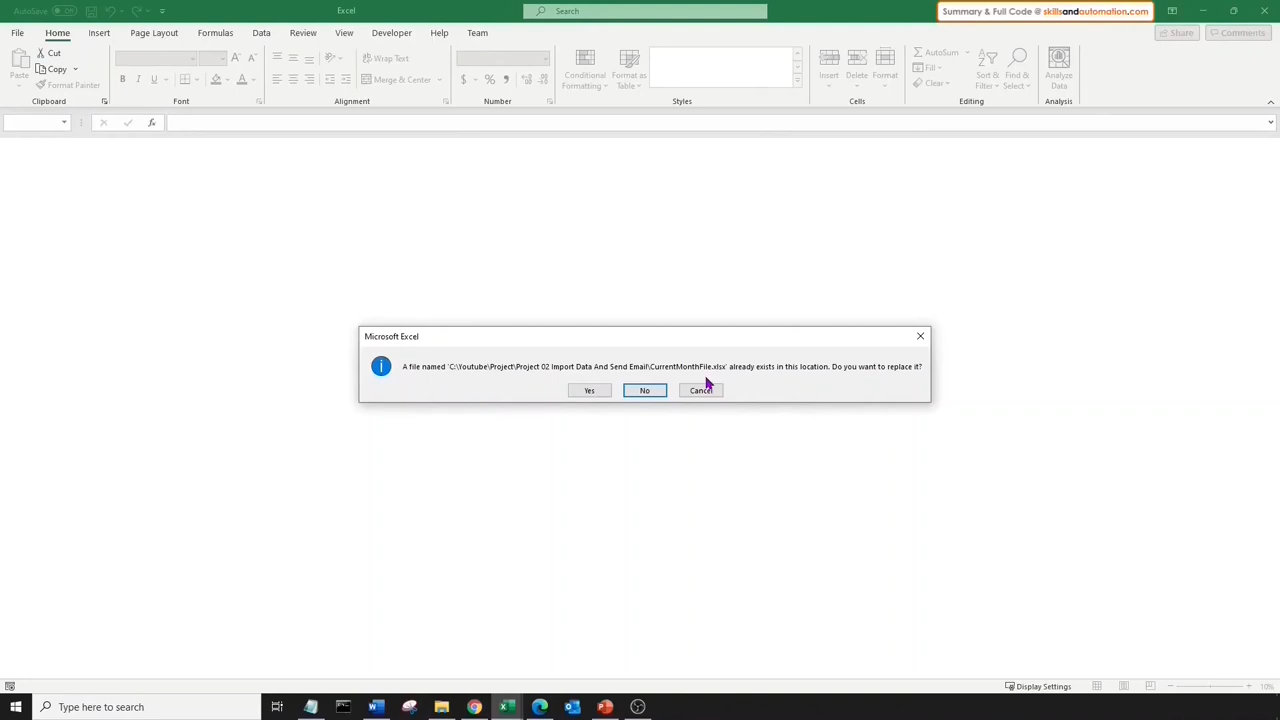 AutoSave Off
Excel
Search
Summary & Full Code @ skillsandautomation.com
File Home Insert Page Layout Formulas Data Review View Developer Help Team
Share Comments
Paste
Cut
Copy
Format Painter
Clipboard
B I U
A A
Font
Wrap Text
Merge & Center
Alignment
$ % ,
Number
Conditional Formatting
Format as Table
Styles
Insert Delete Format
Cells
AutoSum
Fill
Clear
Sort & Filter
Find & Select
Editing
Analyze Data
Analysis
fx
Microsoft Excel
A file named 'C:\Youtube\Project\Project 02 Import Data And Send Email\CurrentMonthFile.xlsx' already exists in this location. Do you want to replace it?
Yes No Cancel
Display Settings
10%
Type here to search